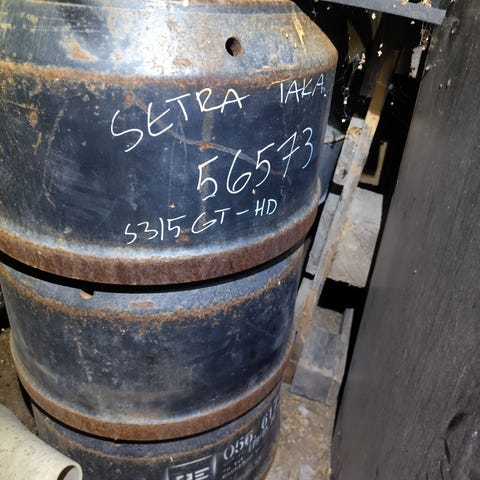 SETRA TAKA
56573
S315 GT-HD